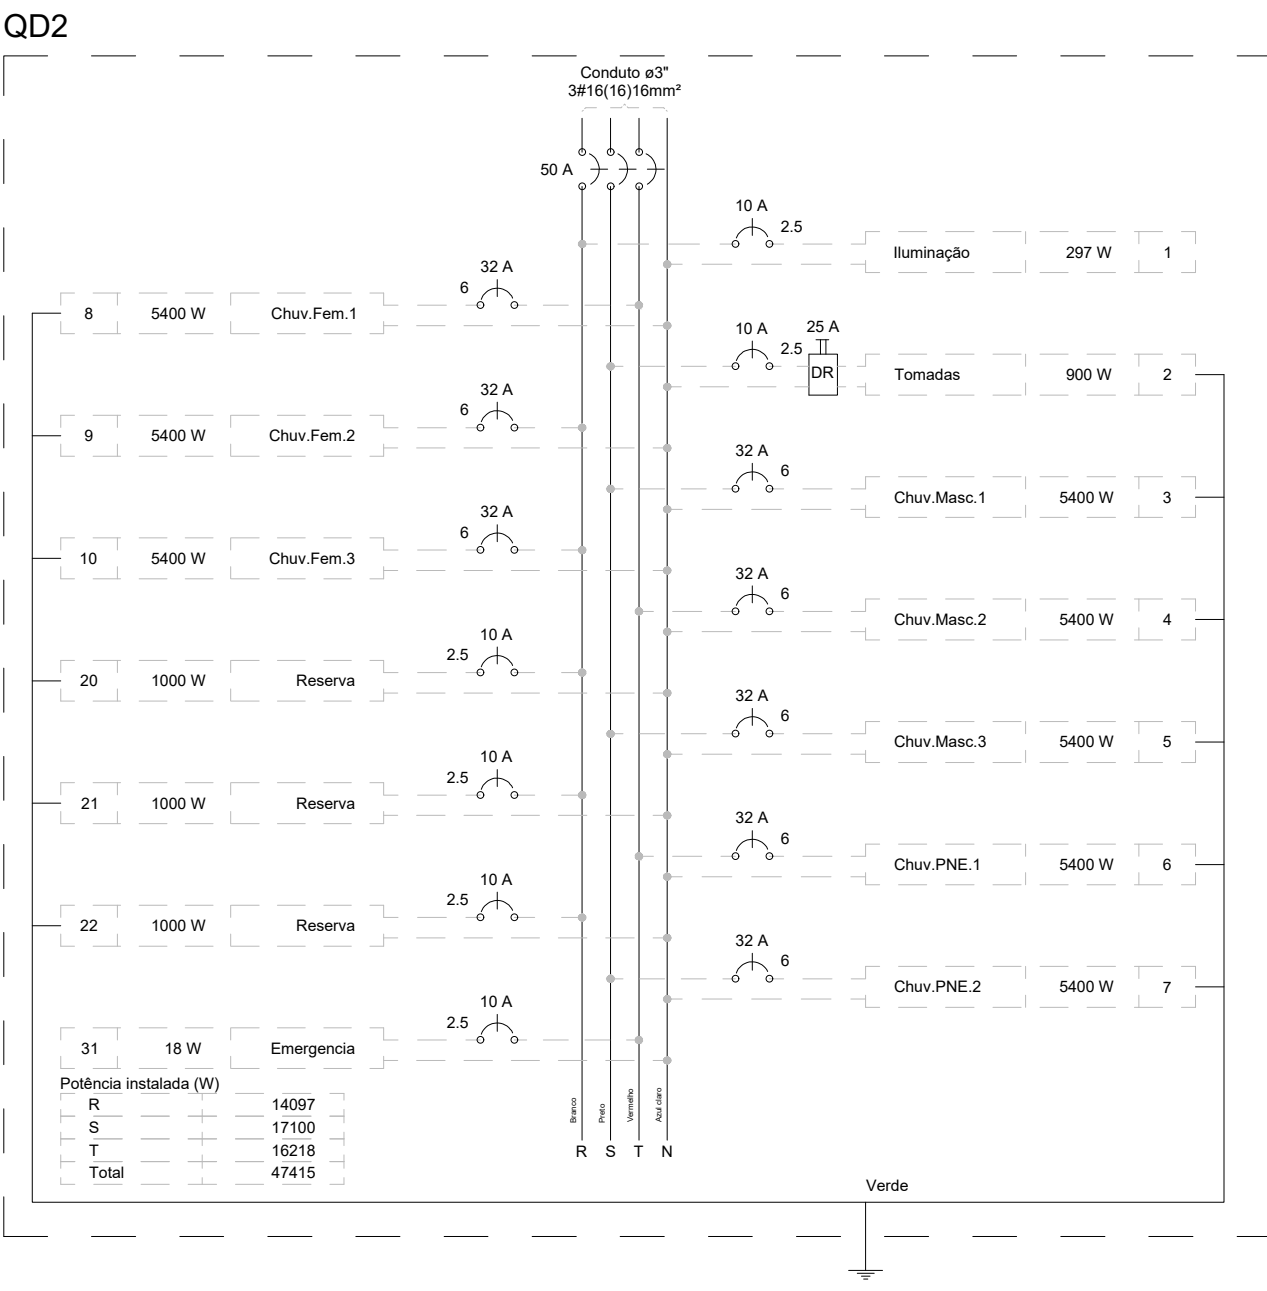 QD2
Conduto ø3"
3#16(16)16mm²
50 A
10 A
2.5
Iluminação 297 W 1
32 A
6
8 5400 W Chuv.Fem.1
10 A 25 A
2.5
DR
Tomadas 900 W 2
32 A
6
9 5400 W Chuv.Fem.2
32 A
6
Chuv.Masc.1 5400 W 3
32 A
6
10 5400 W Chuv.Fem.3
32 A
6
Chuv.Masc.2 5400 W 4
10 A
2.5
20 1000 W Reserva
32 A
6
Chuv.Masc.3 5400 W 5
10 A
2.5
21 1000 W Reserva
32 A
6
Chuv.PNE.1 5400 W 6
10 A
2.5
22 1000 W Reserva
32 A
6
Chuv.PNE.2 5400 W 7
10 A
2.5
31 18 W Emergencia
Potência instalada (W)
R 14097
S 17100
T 16218
Total 47415
Branco
Preto
Vermelho
Azul claro
R S T N
Verde